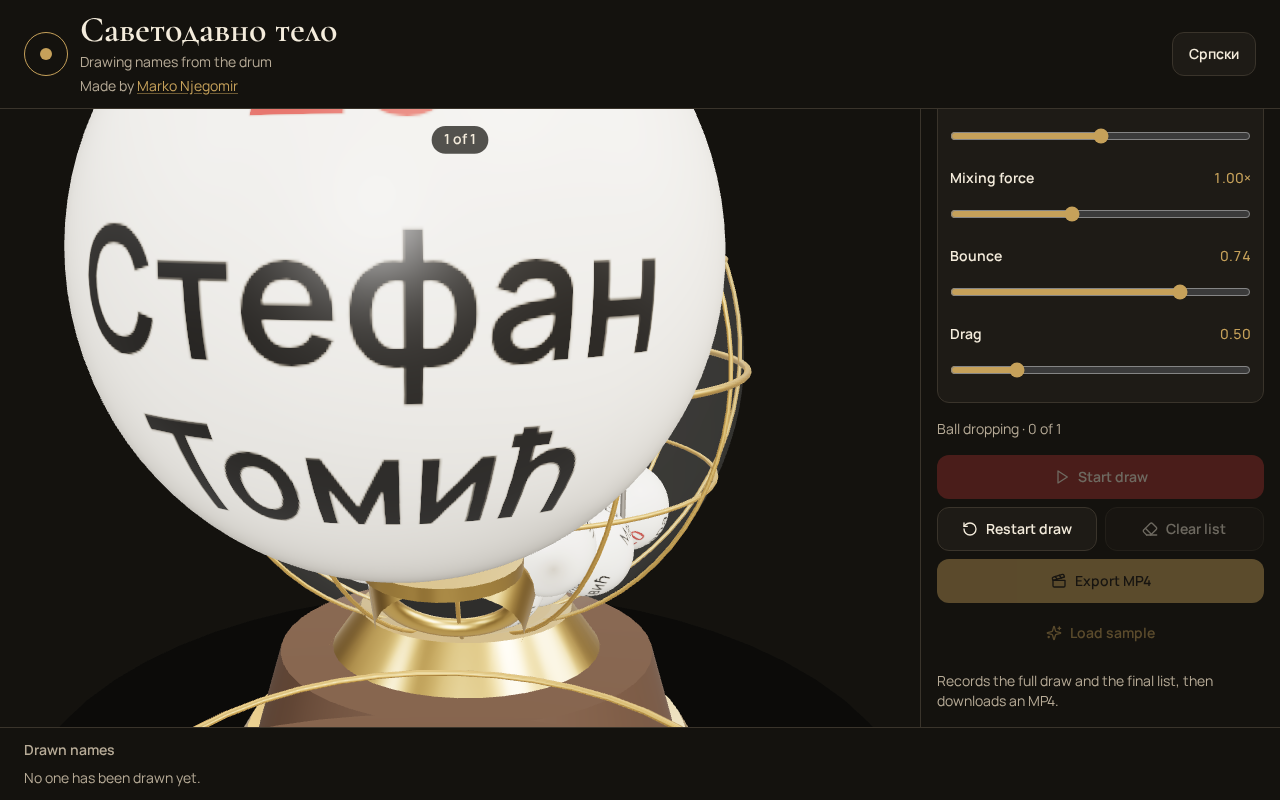 Саветодавно тело
Drawing names from the drum
Made by Marko Njegomir
Српски
1 of 1
Стефан
Томић
Mixing force
1.00×
Bounce
0.74
Drag
0.50
Ball dropping · 0 of 1
Start draw
Restart draw
Clear list
Export MP4
Load sample
Records the full draw and the final list, then
downloads an MP4.
Drawn names
No one has been drawn yet.